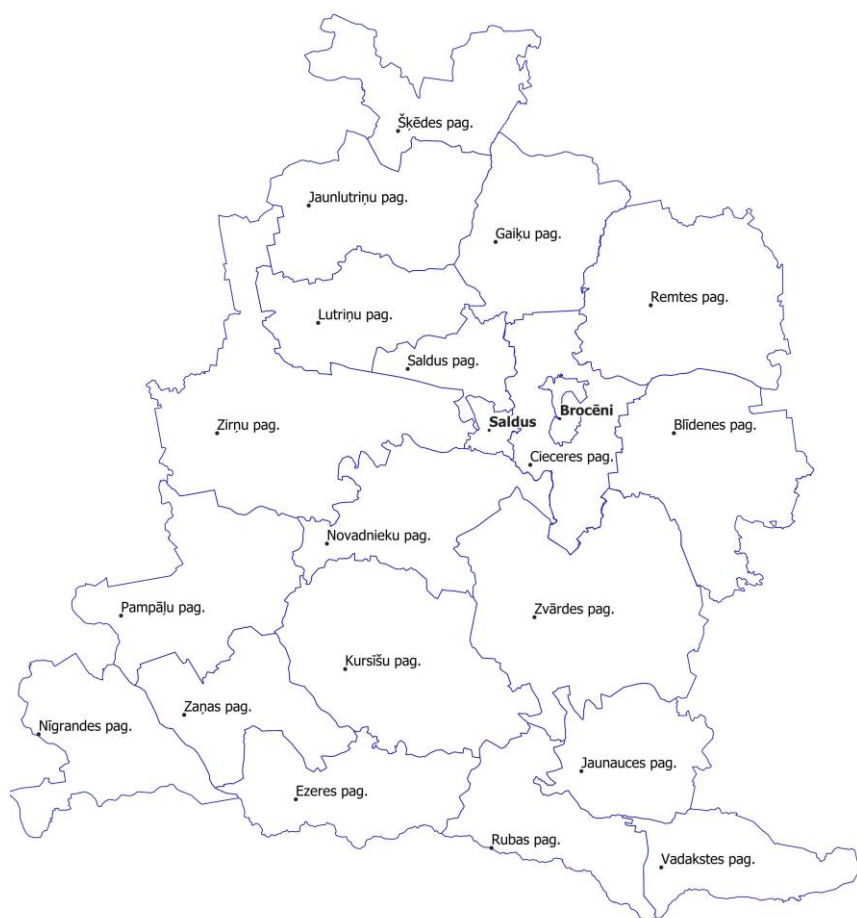 Šķēdes pag.
Jaunlutriņu pag.
Gaiķu pag.
Remtes pag.
Lutriņu pag.
Saldus pag.
Zirņu pag.
Saldus
Brocēni
Blīdenes pag.
Cieceres pag.
Novadnieku pag.
Pampāļu pag.
Zvārdes pag.
Kursīšu pag.
Zaņas pag.
Nīgrandes pag.
Jaunauces pag.
Ezeres pag.
Rubas pag.
Vadakstes pag.